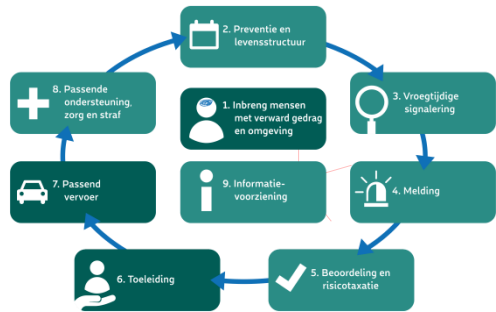 1. Inbreng mensen
met verward gedrag
en omgeving
2. Preventie en
levensstructuur
3. Vroegtijdige
signalering
4. Melding
5. Beoordeling en
risicotaxatie
6. Toeleiding
7. Passend
vervoer
8. Passende
ondersteuning,
zorg en straf
9. Informatie-
voorziening